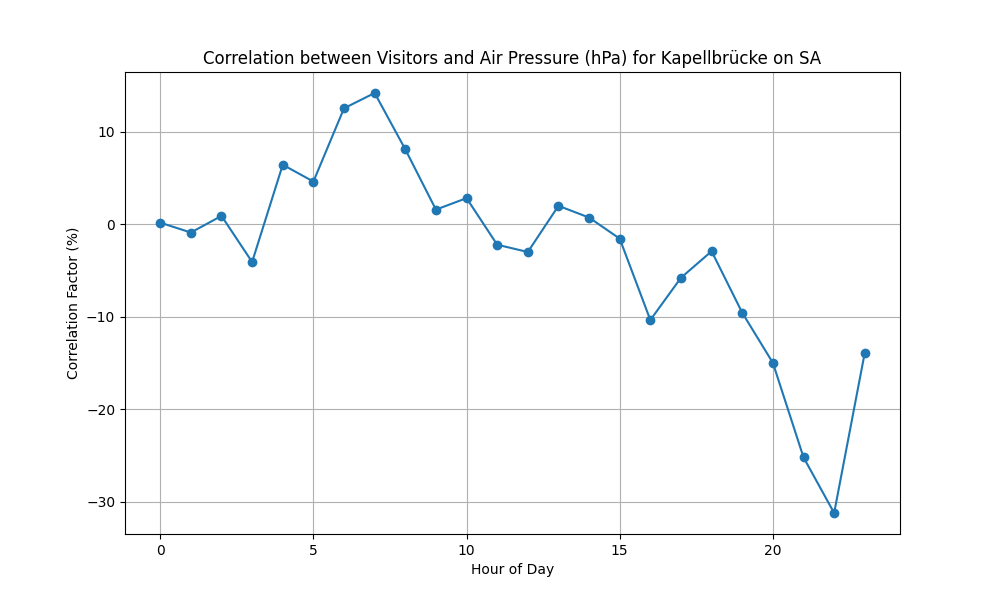 Correlation between Visitors and Air Pressure (hPa) for Kapellbrücke on SA
Correlation Factor (%)
10
0
−10
−20
−30
0 5 10 15 20
Hour of Day